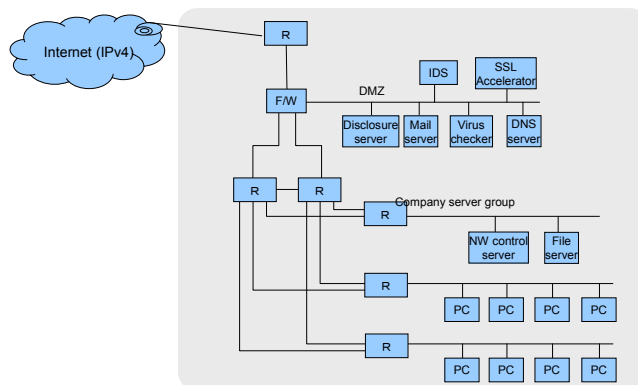 R
Internet (IPv4)
IDS
SSL
Accelerator
DMZ
F/W
Disclosure
server
Mail
server
Virus
checker
DNS
server
R
R
Company server group
R
NW control
server
File
server
R
PC
PC
PC
PC
R
PC
PC
PC
PC